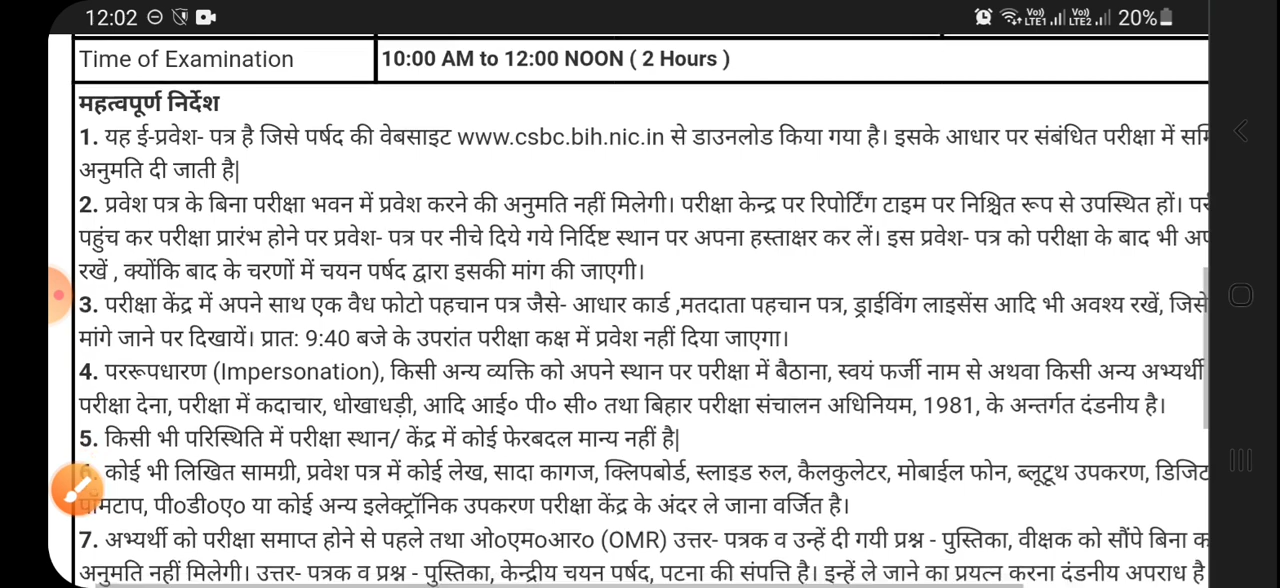 12:02 Vo)) LTE1 Vo)) LTE2 20%
Time of Examination 10:00 AM to 12:00 NOON ( 2 Hours )
महत्वपूर्ण निर्देश
1. यह ई-प्रवेश- पत्र है जिसे पर्षद की वेबसाइट www.csbc.bih.nic.in से डाउनलोड किया गया है। इसके आधार पर संबंधित परीक्षा में
अनुमति दी जाती है|
2. प्रवेश पत्र के बिना परीक्षा भवन में प्रवेश करने की अनुमति नहीं मिलेगी। परीक्षा केन्द्र पर रिपोर्टिंग टाइम पर निश्चित रूप से उपस्थित हों।
पहुंच कर परीक्षा प्रारंभ होने पर प्रवेश- पत्र पर नीचे दिये गये निर्दिष्ट स्थान पर अपना हस्ताक्षर कर लें। इस प्रवेश- पत्र को परीक्षा के बाद भी
रखें , क्योंकि बाद के चरणों में चयन पर्षद द्वारा इसकी मांग की जाएगी।
3. परीक्षा केंद्र में अपने साथ एक वैध फोटो पहचान पत्र जैसे- आधार कार्ड ,मतदाता पहचान पत्र, ड्राईविंग लाइसेंस आदि भी अवश्य रखें, जिसे
मांगे जाने पर दिखायें। प्रात: 9:40 बजे के उपरांत परीक्षा कक्ष में प्रवेश नहीं दिया जाएगा।
4. पररूपधारण (Impersonation), किसी अन्य व्यक्ति को अपने स्थान पर परीक्षा में बैठाना, स्वयं फर्जी नाम से अथवा किसी अन्य अभ्यर्थी
परीक्षा देना, परीक्षा में कदाचार, धोखाधड़ी, आदि आई० पी० सी० तथा बिहार परीक्षा संचालन अधिनियम, 1981, के अन्तर्गत दंडनीय है।
5. किसी भी परिस्थिति में परीक्षा स्थान/ केंद्र में कोई फेरबदल मान्य नहीं है|
6. कोई भी लिखित सामग्री, प्रवेश पत्र में कोई लेख, सादा कागज, क्लिपबोर्ड, स्लाइड रुल, कैलकुलेटर, मोबाईल फोन, ब्लूटूथ उपकरण,
पॉमटाप, पी०डी०ए० या कोई अन्य इलेक्ट्रॉनिक उपकरण परीक्षा केंद्र के अंदर ले जाना वर्जित है।
7. अभ्यर्थी को परीक्षा समाप्त होने से पहले तथा ओ०एम०आर० (OMR) उत्तर- पत्रक व उन्हें दी गयी प्रश्न - पुस्तिका, वीक्षक को सौंपे बिना
अनुमति नहीं मिलेगी। उत्तर- पत्रक व प्रश्न - पुस्तिका, केन्द्रीय चयन पर्षद, पटना की संपत्ति है। इन्हें ले जाने का प्रयत्न करना दंडनीय अपराध है